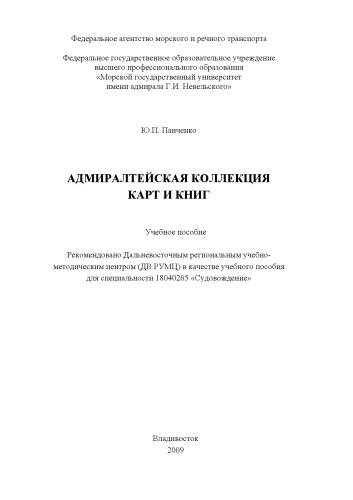 Федеральное агентство морского и речного транспорта
Федеральное государственное образовательное учреждение
высшего профессионального образования
«Морской государственный университет
имени адмирала Г.И. Невельского»
Ю.П. Панченко
АДМИРАЛТЕЙСКАЯ КОЛЛЕКЦИЯ
КАРТ И КНИГ
Учебное пособие
Рекомендовано Дальневосточным региональным учебно-
методическим центром (ДВ РУМЦ) в качестве учебного пособия
для специальности 18040265 «Судовождение»
Владивосток
2009